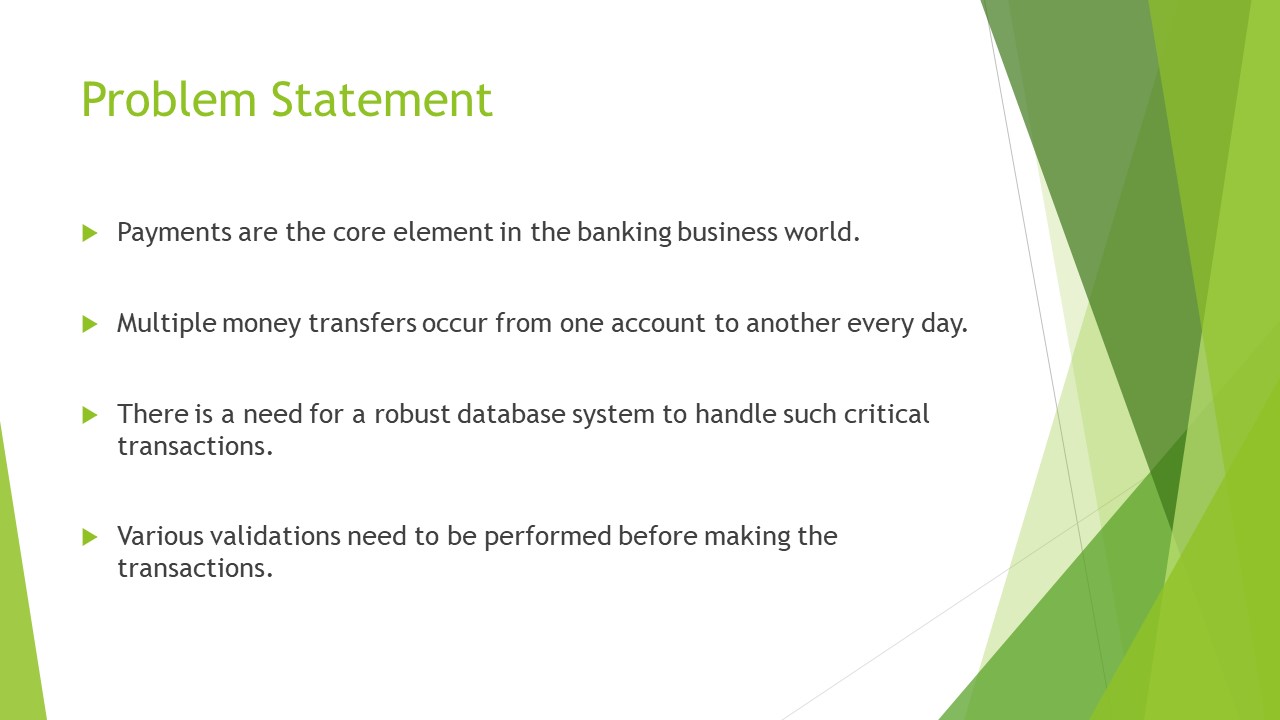 Problem Statement
Payments are the core element in the banking business world.
Multiple money transfers occur from one account to another every day.
There is a need for a robust database system to handle such critical
transactions.
Various validations need to be performed before making the
transactions.